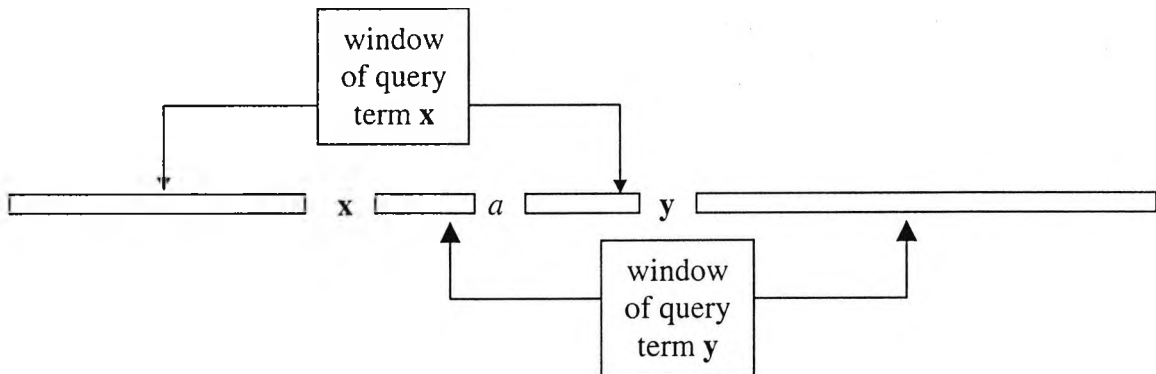 window
of query
term x
x a y
window
of query
term y